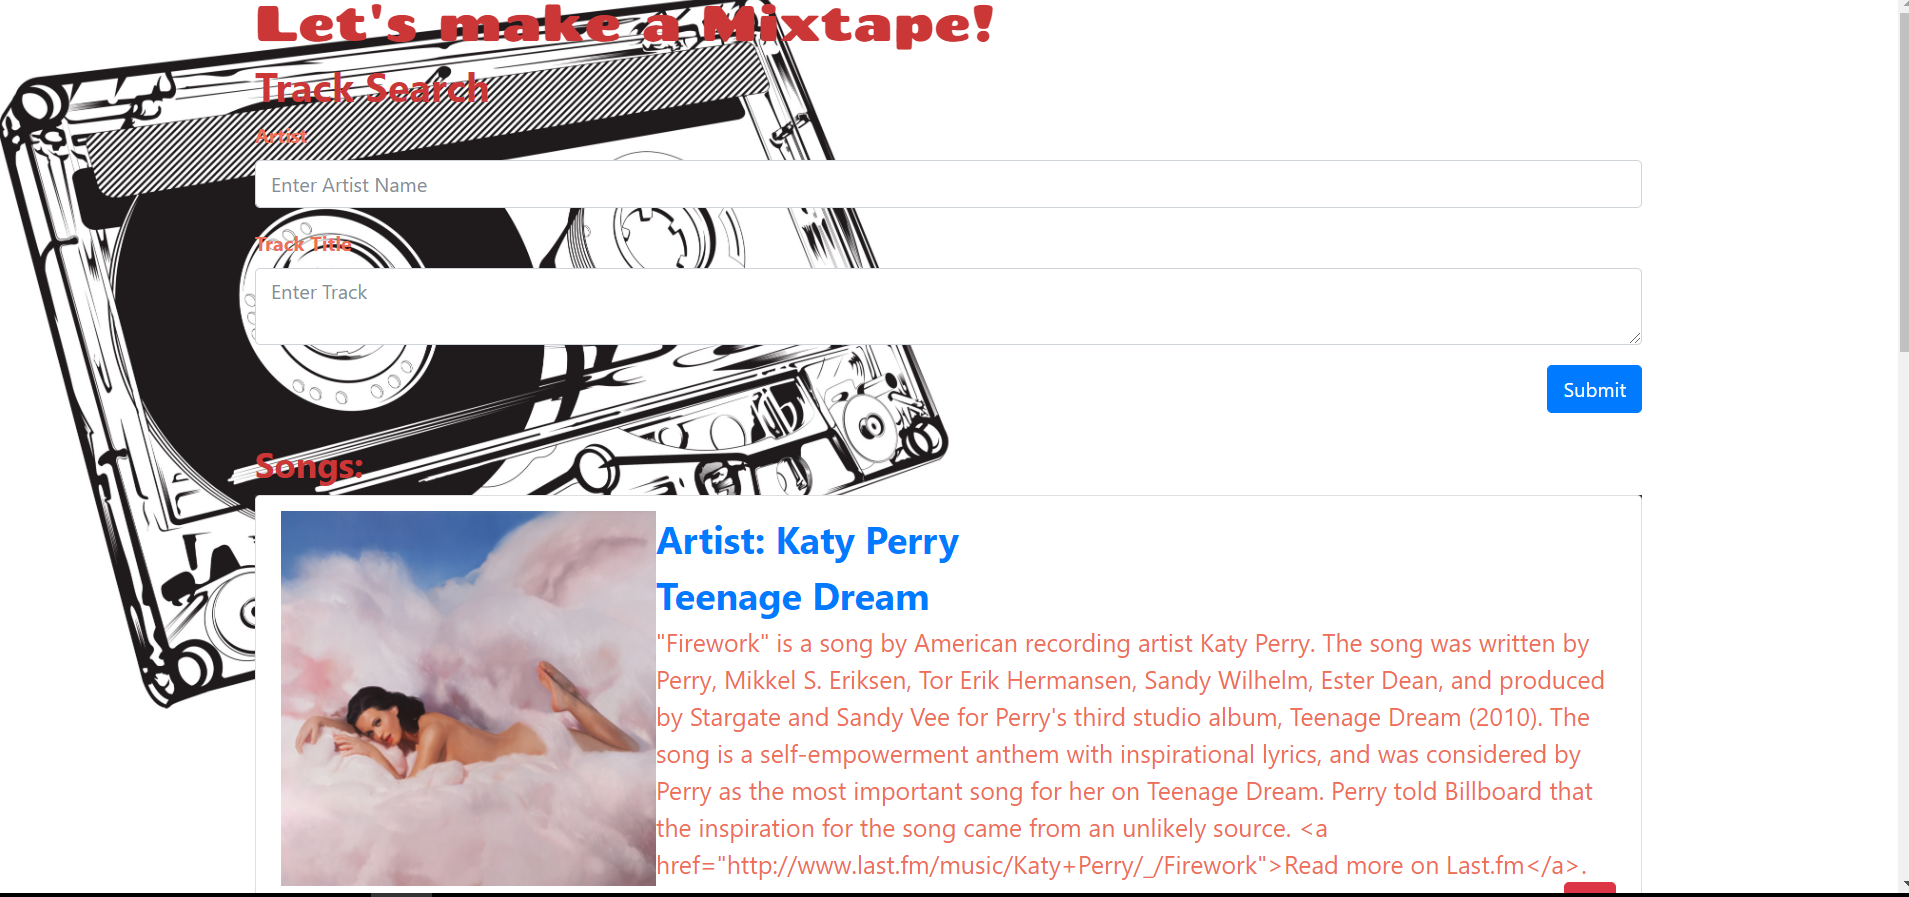 Let's make a Mixtape!
Track Search
Artist
Enter Artist Name
Track Title
Enter Track
Submit
Songs:
Artist: Katy Perry
Teenage Dream
"Firework" is a song by American recording artist Katy Perry. The song was written by
Perry, Mikkel S. Eriksen, Tor Erik Hermansen, Sandy Wilhelm, Ester Dean, and produced
by Stargate and Sandy Vee for Perry's third studio album, Teenage Dream (2010). The
song is a self-empowerment anthem with inspirational lyrics, and was considered by
Perry as the most important song for her on Teenage Dream. Perry told Billboard that
the inspiration for the song came from an unlikely source. <a
href="http://www.last.fm/music/Katy+Perry/_/Firework">Read more on Last.fm</a>.